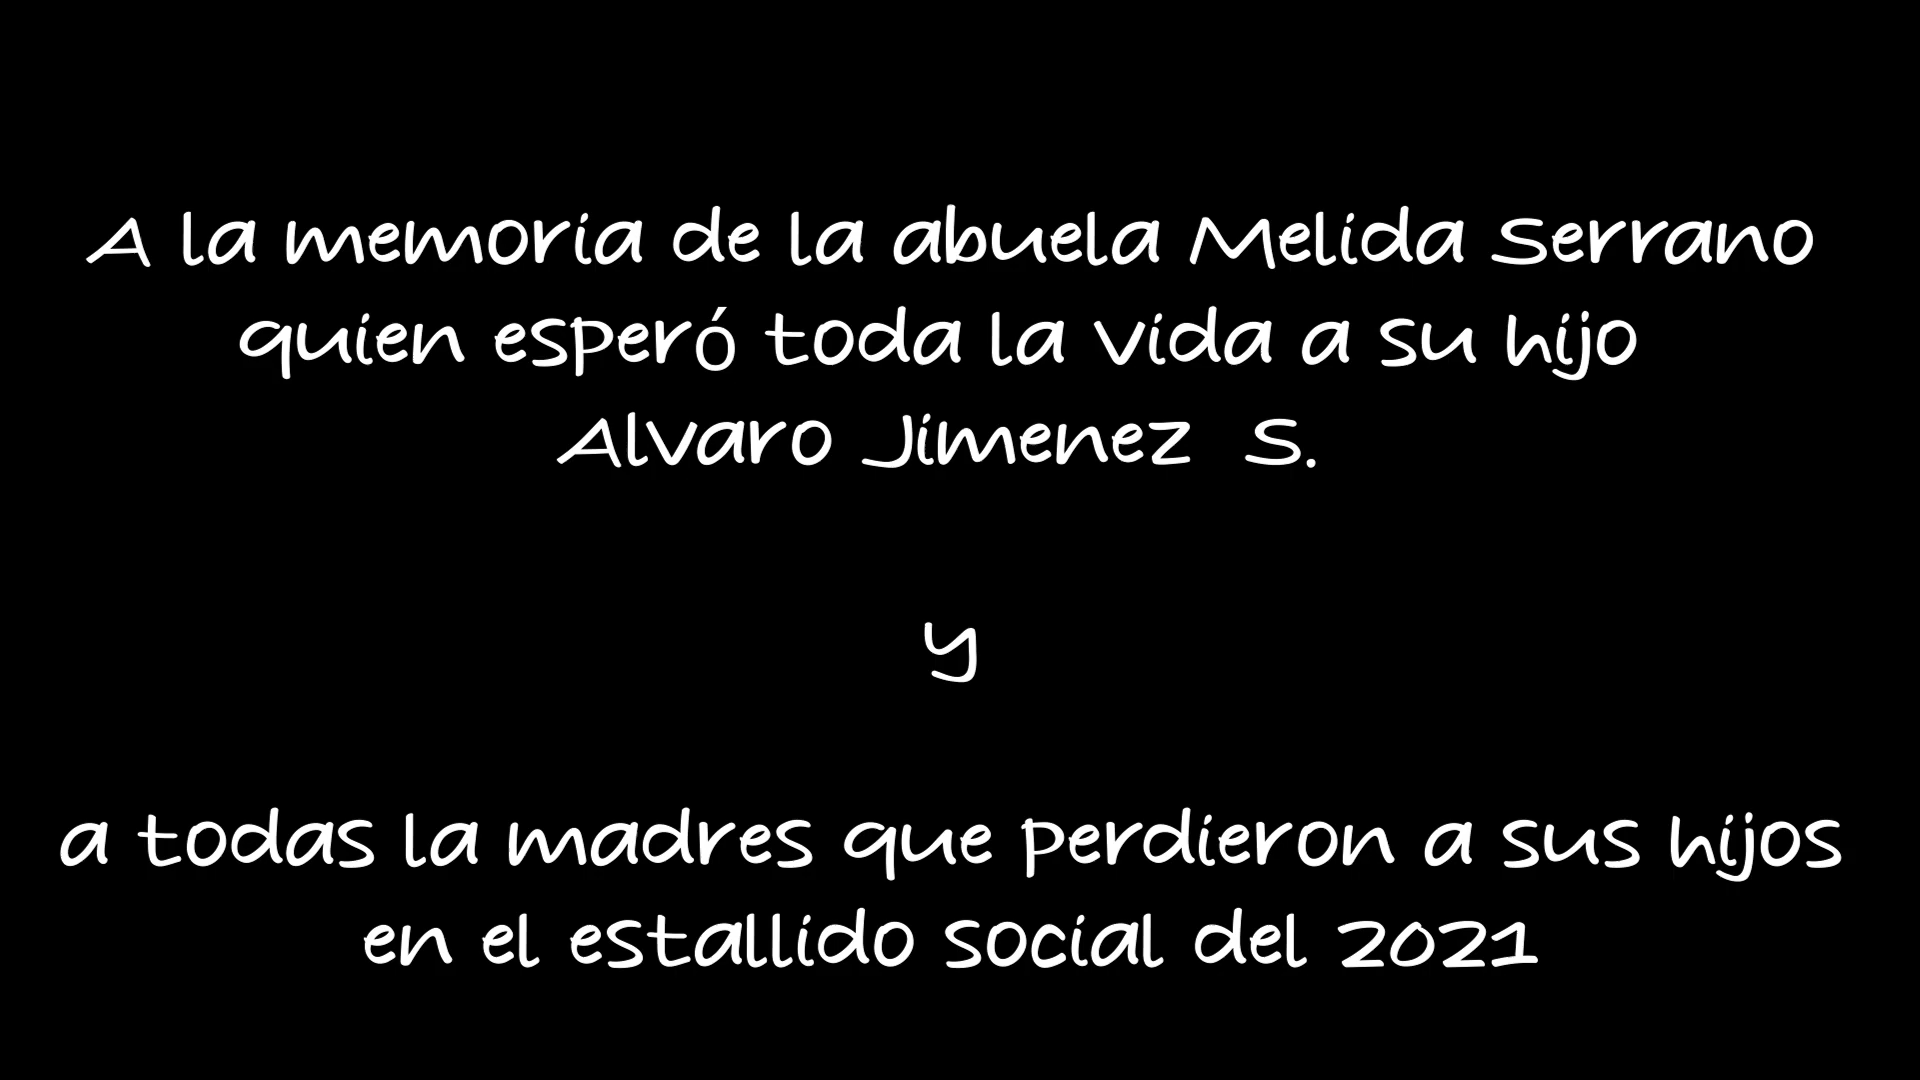 A la memoria de la abuela Melida Serrano
quien esperó toda la vida a su hijo
Alvaro Jimenez S.
y
a todas la madres que perdieron a sus hijos
en el estallido social del 2021